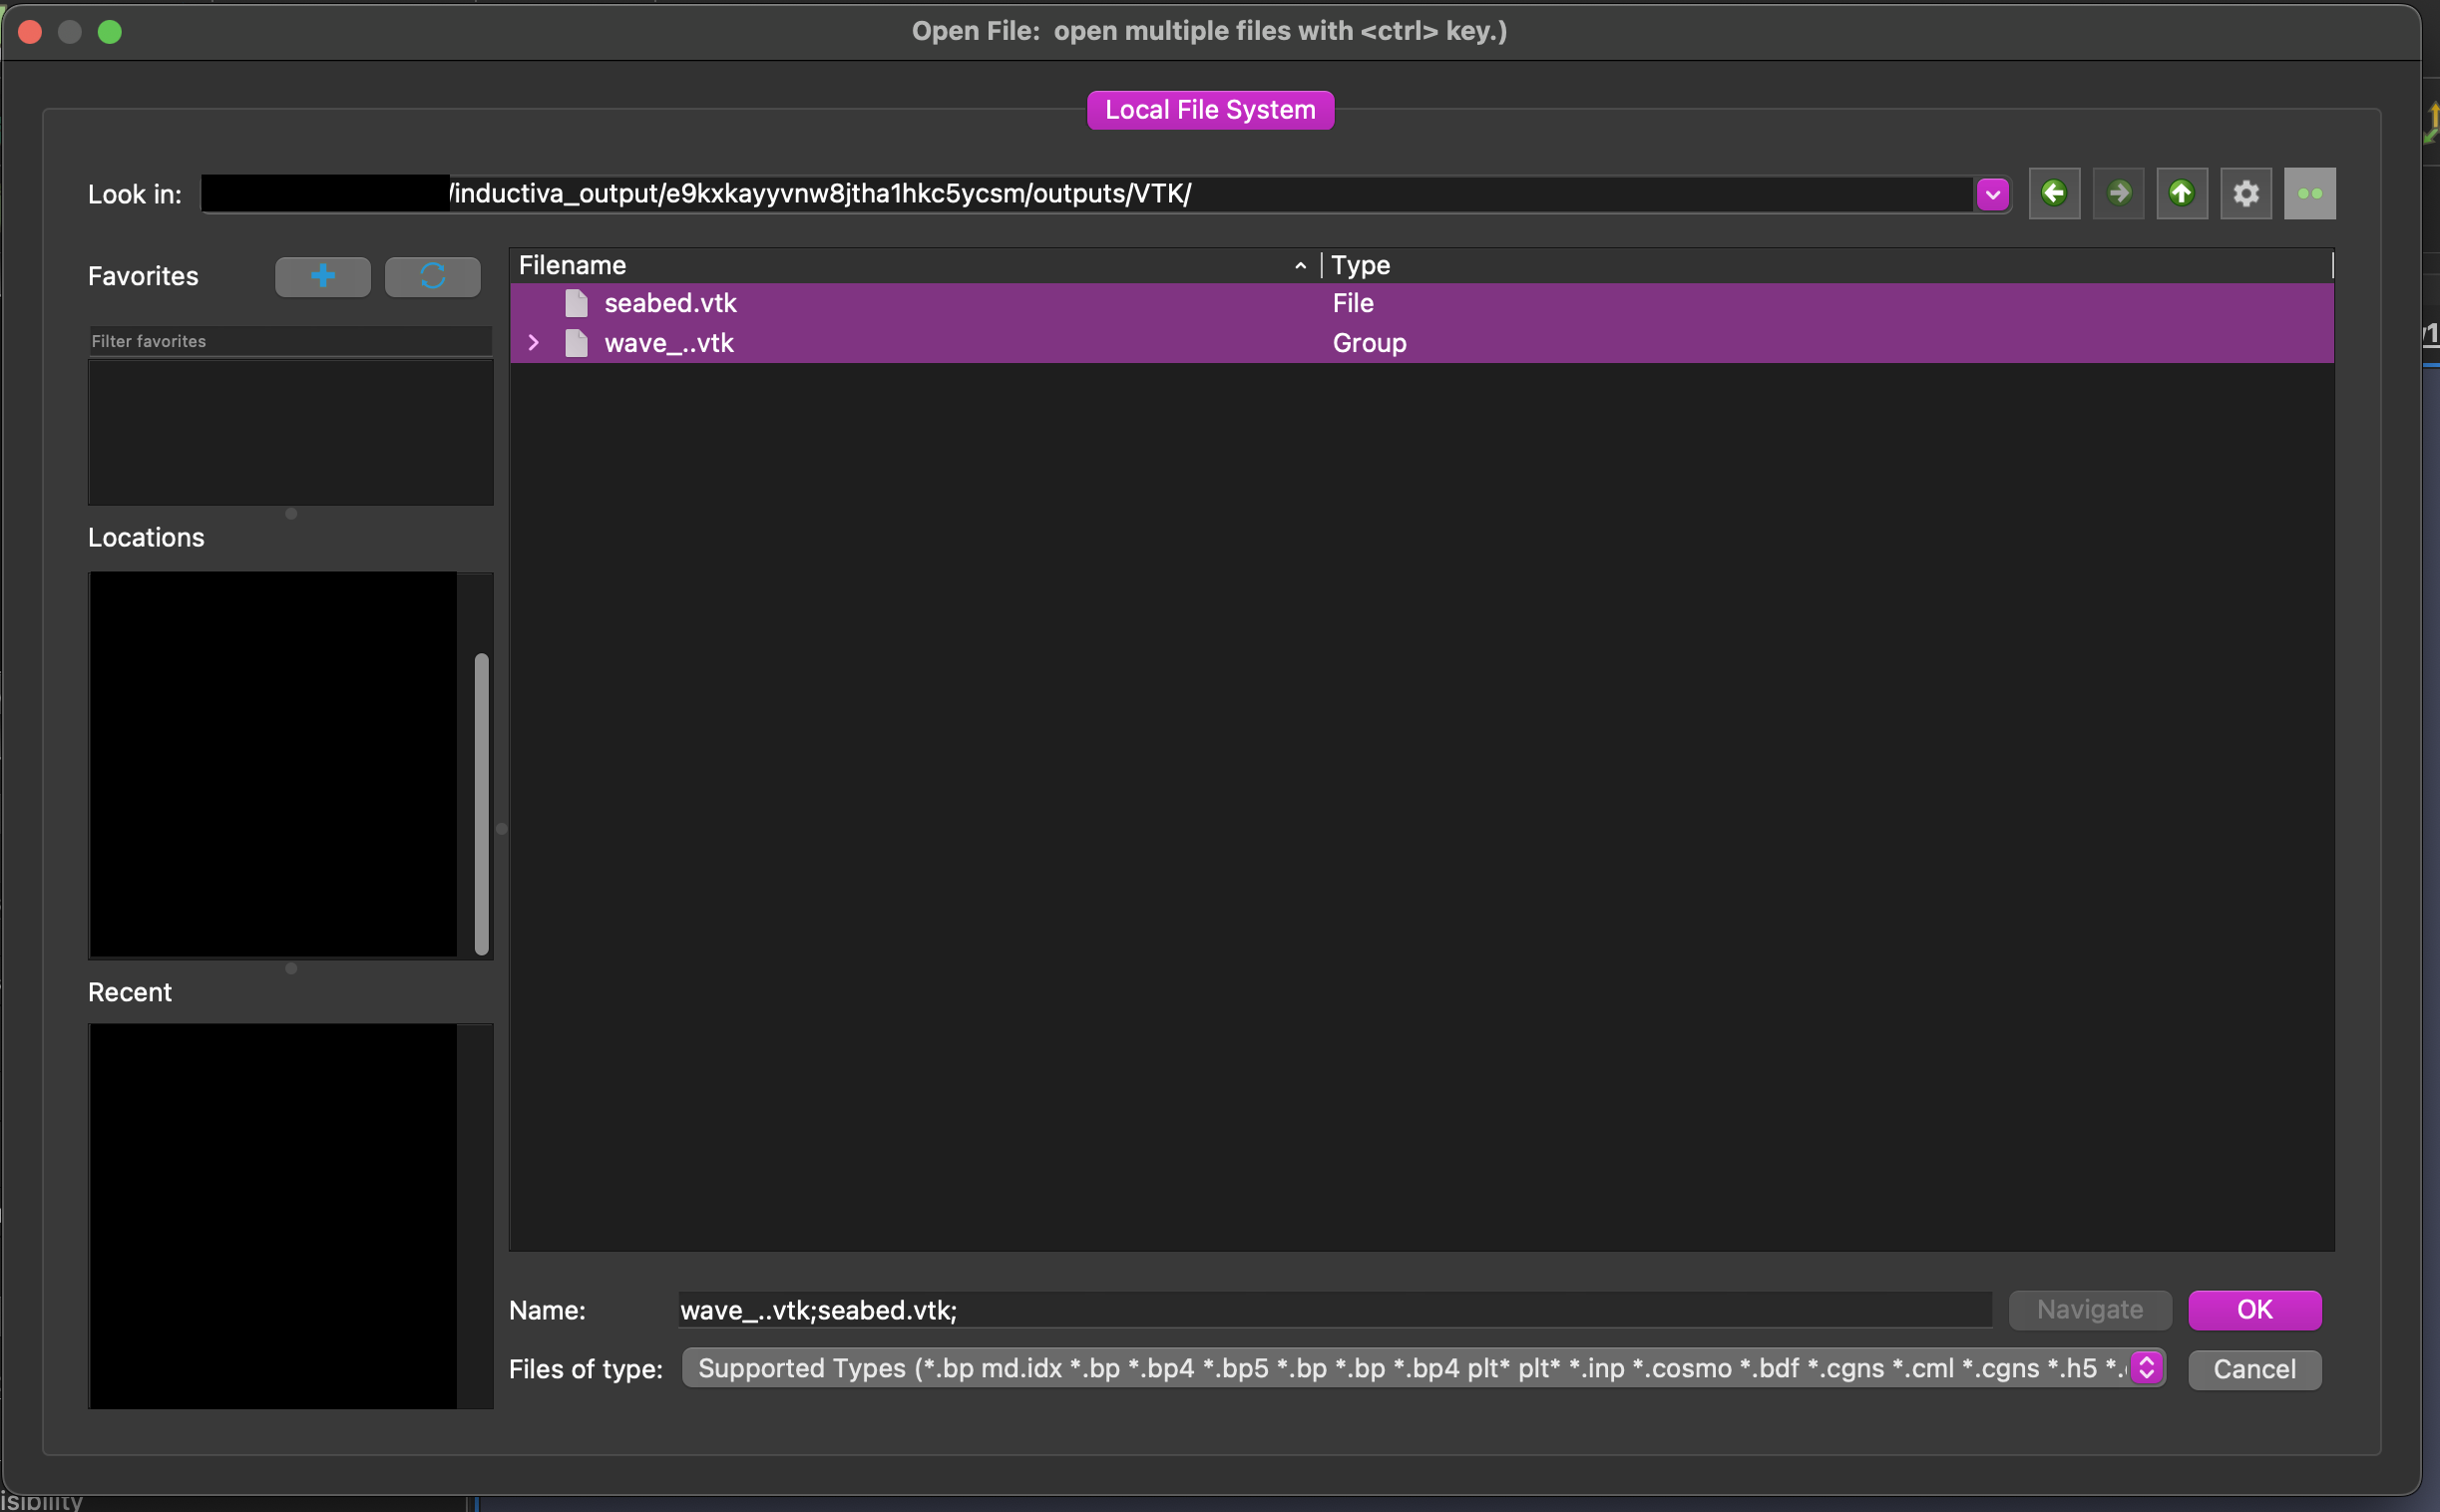 Open File:  open multiple files with <ctrl> key.)
Local File System
Look in: /inductiva_output/e9kxkayyvnw8jtha1hkc5ycsm/outputs/VTK/
Favorites
Filename Type
seabed.vtk File
Filter favorites
wave_..vtk Group
Locations
Recent
Name: wave_..vtk;seabed.vtk;
Navigate OK
Files of type: Supported Types (*.bp md.idx *.bp *.bp4 *.bp5 *.bp *.bp *.bp4 plt* plt* *.inp *.cosmo *.bdf *.cgns *.cml *.cgns *.h5 *.
Cancel
isibility